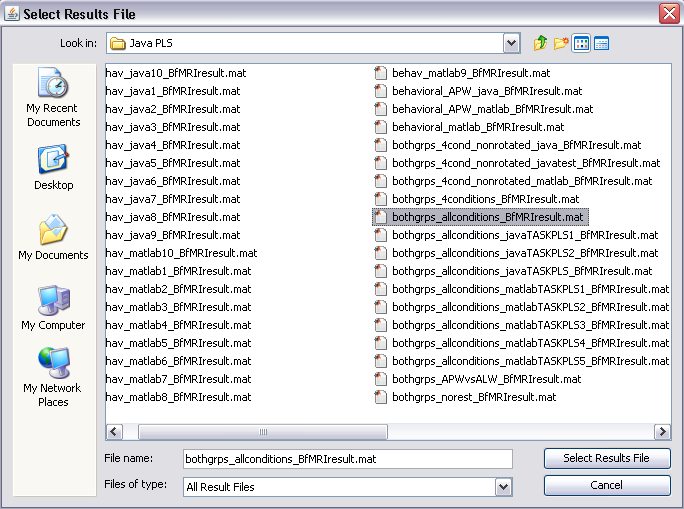 Select Results File
Look in: Java PLS
My Recent
Documents
Desktop
My Documents
My Computer
My Network
Places
hav_java10_BfMRIresult.mat
hav_java1_BfMRIresult.mat
hav_java2_BfMRIresult.mat
hav_java3_BfMRIresult.mat
hav_java4_BfMRIresult.mat
hav_java5_BfMRIresult.mat
hav_java6_BfMRIresult.mat
hav_java7_BfMRIresult.mat
hav_java8_BfMRIresult.mat
hav_java9_BfMRIresult.mat
hav_matlab10_BfMRIresult.mat
hav_matlab1_BfMRIresult.mat
hav_matlab2_BfMRIresult.mat
hav_matlab3_BfMRIresult.mat
hav_matlab4_BfMRIresult.mat
hav_matlab5_BfMRIresult.mat
hav_matlab6_BfMRIresult.mat
hav_matlab7_BfMRIresult.mat
hav_matlab8_BfMRIresult.mat
behav_matlab9_BfMRIresult.mat
behavioral_APW_java_BfMRIresult.mat
behavioral_APW_matlab_BfMRIresult.mat
behavioral_matlab_BfMRIresult.mat
bothgrps_4cond_nonrotated_java_BfMRIresult.mat
bothgrps_4cond_nonrotated_javatest_BfMRIresult.mat
bothgrps_4cond_nonrotated_matlab_BfMRIresult.mat
bothgrps_4conditions_BfMRIresult.mat
bothgrps_allconditions_BfMRIresult.mat
bothgrps_allconditions_javaTASKPLS1_BfMRIresult.mat
bothgrps_allconditions_javaTASKPLS2_BfMRIresult.mat
bothgrps_allconditions_javaTASKPLS_BfMRIresult.mat
bothgrps_allconditions_matlabTASKPLS1_BfMRIresult.mat
bothgrps_allconditions_matlabTASKPLS2_BfMRIresult.mat
bothgrps_allconditions_matlabTASKPLS3_BfMRIresult.mat
bothgrps_allconditions_matlabTASKPLS4_BfMRIresult.mat
bothgrps_allconditions_matlabTASKPLS5_BfMRIresult.mat
bothgrps_APWvsALW_BfMRIresult.mat
bothgrps_norest_BfMRIresult.mat
File name: bothgrps_allconditions_BfMRIresult.mat
Select Results File
Files of type: All Result Files
Cancel